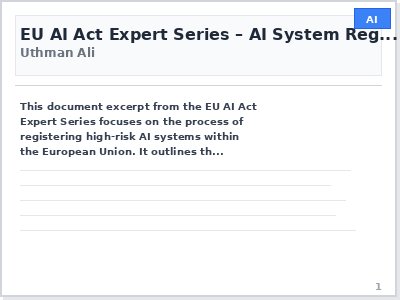 AI
EU AI Act Expert Series – AI System Reg...
Uthman Ali
This document excerpt from the EU AI Act
Expert Series focuses on the process of
registering high-risk AI systems within
the European Union. It outlines th...
1